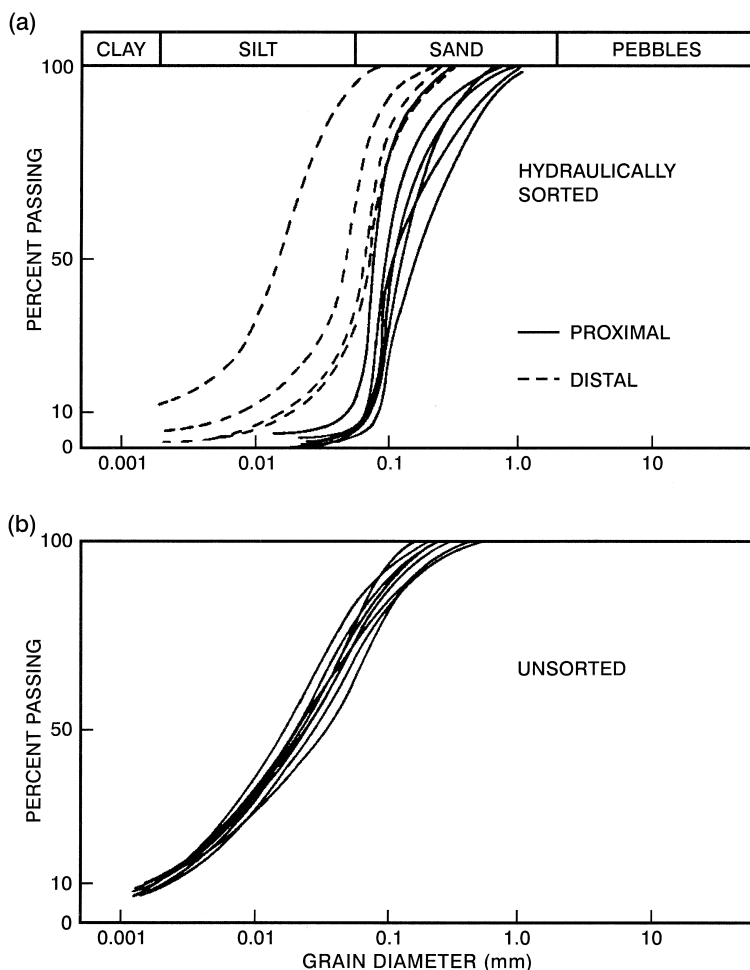 (a)
CLAY SILT SAND PEBBLES
100
50
10
0
PERCENT PASSING
HYDRAULICALLY
SORTED
PROXIMAL
DISTAL
0.001 0.01 0.1 1.0 10
(b)
100
50
10
0
PERCENT PASSING
UNSORTED
0.001 0.01 0.1 1.0 10
GRAIN DIAMETER (mm)